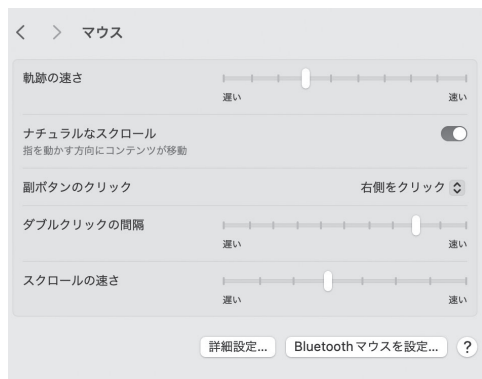 マウス
軌跡の速さ
遅い
速い
ナチュラルなスクロール
指を動かす方向にコンテンツが移動
副ボタンのクリック
右側をクリック
ダブルクリックの間隔
遅い
速い
スクロールの速さ
遅い
速い
詳細設定...
Bluetoothマウスを設定...
?